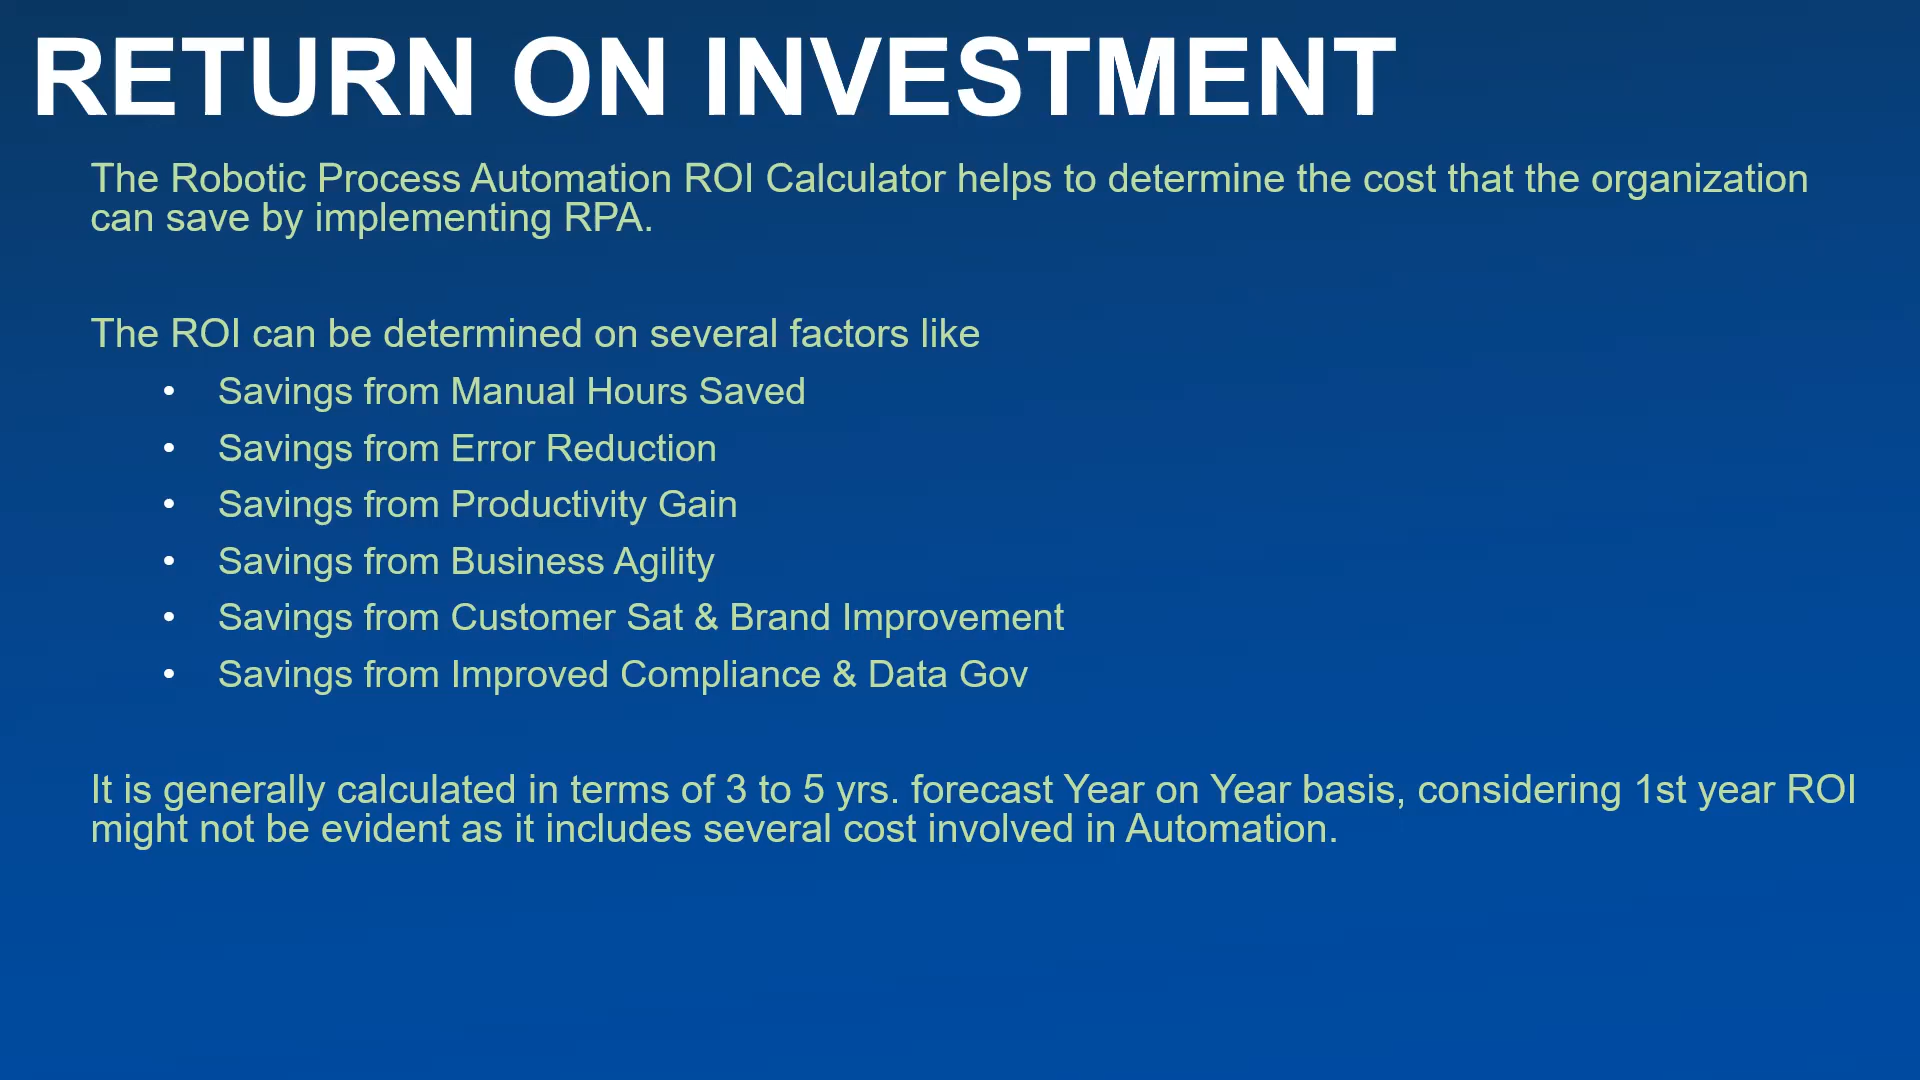 RETURN ON INVESTMENT
The Robotic Process Automation ROI Calculator helps to determine the cost that the organization
can save by implementing RPA.
The ROI can be determined on several factors like
• Savings from Manual Hours Saved
• Savings from Error Reduction
• Savings from Productivity Gain
• Savings from Business Agility
• Savings from Customer Sat & Brand Improvement
• Savings from Improved Compliance & Data Gov
It is generally calculated in terms of 3 to 5 yrs. forecast Year on Year basis, considering 1st year ROI
might not be evident as it includes several cost involved in Automation.